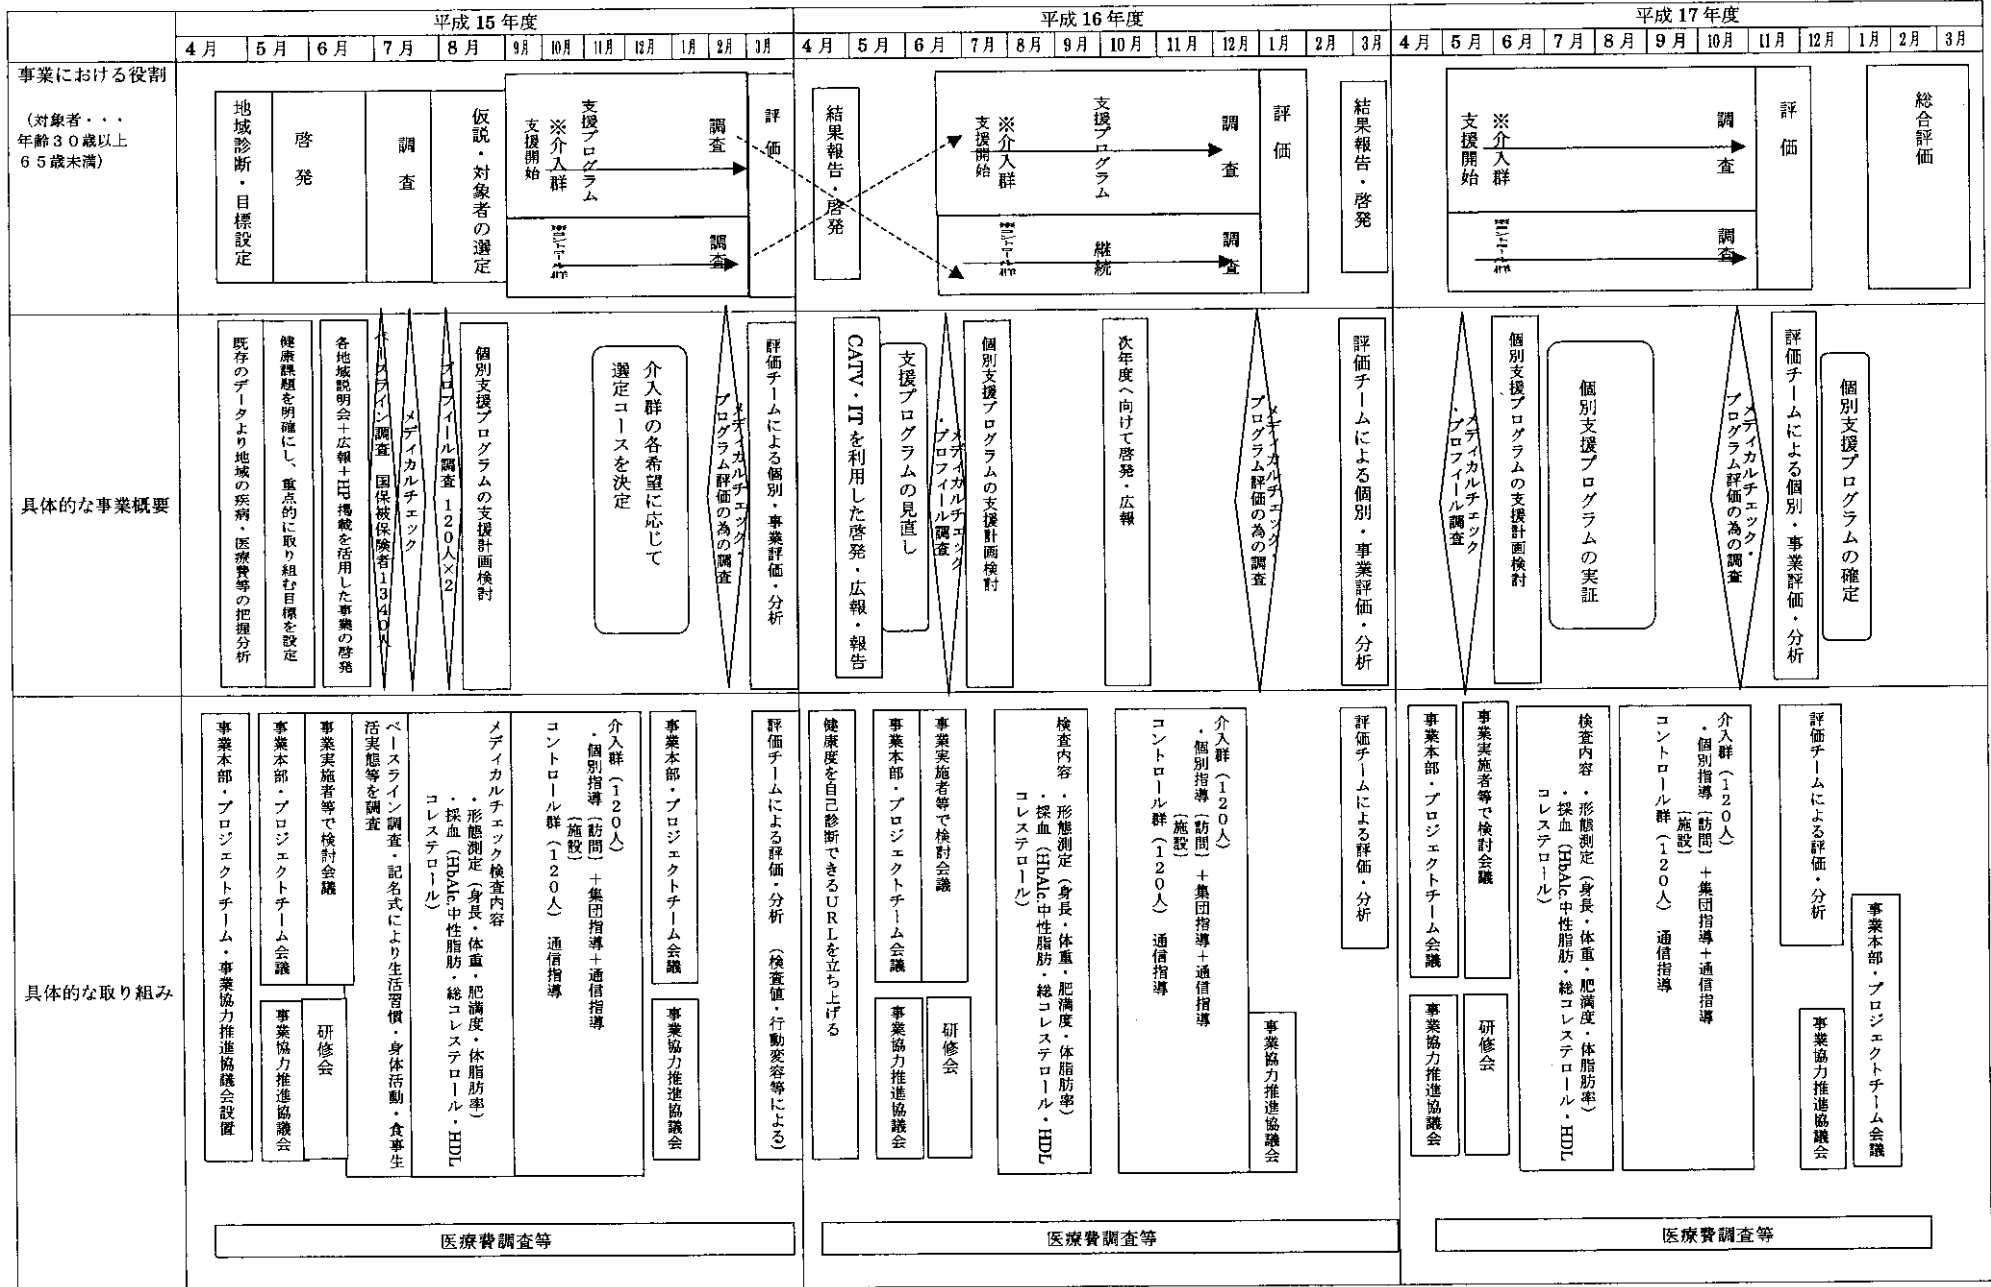 平成15年度
平成16年度
平成17年度
4月 5月 6月 7月 8月 9月 10月 11月 12月 1月 2月 3月
4月 5月 6月 7月 8月 9月 10月 11月 12月 1月 2月 3月
4月 5月 6月 7月 8月 9月 10月 11月 12月 1月 2月 3月
事業における役割
(対象者・・・
年齢30歳以上
65歳未満)
地域診断・目標設定
啓発
調査
仮説・対象者の選定
支援開始
※介入群
支援プログラム
調査
調査
評価
結果報告・啓発
支援開始
※介入群
支援プログラム
調査
継続
調査
評価
結果報告・啓発
支援開始
※介入群
調査
調査
評価
総合評価
具体的な事業概要
既存のデータより地域の疾病・医療費等の把握分析
健康課題を明確にし、重点的に取り組む目標を設定
各地域説明会+広報+HP掲載を活用した事業の啓発
ベースライン調査 国保被保険者1340人
メディカルチェック
プロフィール調査 120人×2
個別支援プログラムの支援計画検討
介入群の各希望に応じて
選定コースを決定
メディカルチェック・
プログラム評価の為の調査
評価チームによる個別・事業評価・分析
CATV・ITを利用した啓発・広報・報告
支援プログラムの見直し
メディカルチェック
・プロフィール調査
個別支援プログラムの支援計画検討
次年度へ向けて啓発・広報
メディカルチェック・
プログラム評価の為の調査
評価チームによる個別・事業評価・分析
メディカルチェック
・プロフィール調査
個別支援プログラムの支援計画検討
個別支援プログラムの実証
メディカルチェック・
プログラム評価の為の調査
評価チームによる個別・事業評価・分析
個別支援プログラムの確定
具体的な取り組み
事業本部・プロジェクトチーム・事業協力推進協議会設置
事業本部・プロジェクトチーム会議
事業協力推進協議会
事業実施者等で検討会議
研修会
ベースライン調査・記名式により生活習慣・身体活動・食事生
活実態等を調査
メディカルチェック検査内容
・形態測定(身長・体重・肥満度・体脂肪率)
・採血(HbA1c,中性脂肪・総コレステロール・HDL
コレステロール)
介入群(120人)
・個別指導(訪問)+集団指導+通信指導
(施設)
コントロール群(120人) 通信指導
事業本部・プロジェクトチーム会議
事業協力推進協議会
評価チームによる評価・分析 (検査値・行動変容等による)
健康度を自己診断できるURLを立ち上げる
事業本部・プロジェクトチーム会議
事業協力推進協議会
事業実施者等で検討会議
研修会
検査内容・形態測定(身長・体重・肥満度・体脂肪率)
・採血(HbA1c,中性脂肪・総コレステロール・HDL
コレステロール)
介入群(120人)
・個別指導(訪問)+集団指導+通信指導
(施設)
コントロール群(120人) 通信指導
事業協力推進協議会
評価チームによる評価・分析
事業本部・プロジェクトチーム会議
事業協力推進協議会
事業実施者等で検討会議
研修会
検査内容・形態測定(身長・体重・肥満度・体脂肪率)
・採血(HbA1c,中性脂肪・総コレステロール・HDL
コレステロール)
介入群(120人)
・個別指導(訪問)+集団指導+通信指導
(施設)
コントロール群(120人) 通信指導
評価チームによる評価・分析
事業協力推進協議会
事業本部・プロジェクトチーム会議
医療費調査等
医療費調査等
医療費調査等